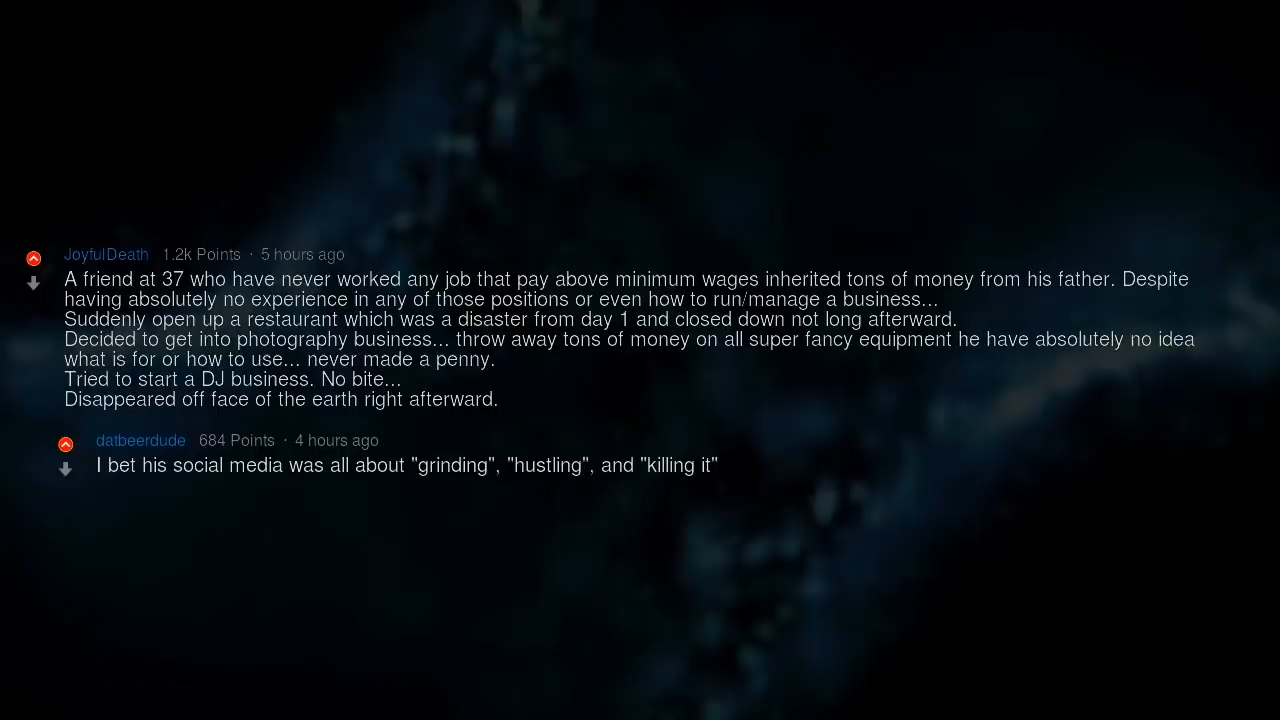 JoyfulDeath 1.2k Points · 5 hours ago
A friend at 37 who have never worked any job that pay above minimum wages inherited tons of money from his father. Despite
having absolutely no experience in any of those positions or even how to run/manage a business...
Suddenly open up a restaurant which was a disaster from day 1 and closed down not long afterward.
Decided to get into photography business... throw away tons of money on all super fancy equipment he have absolutely no idea
what is for or how to use... never made a penny.
Tried to start a DJ business. No bite...
Disappeared off face of the earth right afterward.
datbeerdude 684 Points · 4 hours ago
I bet his social media was all about "grinding", "hustling", and "killing it"